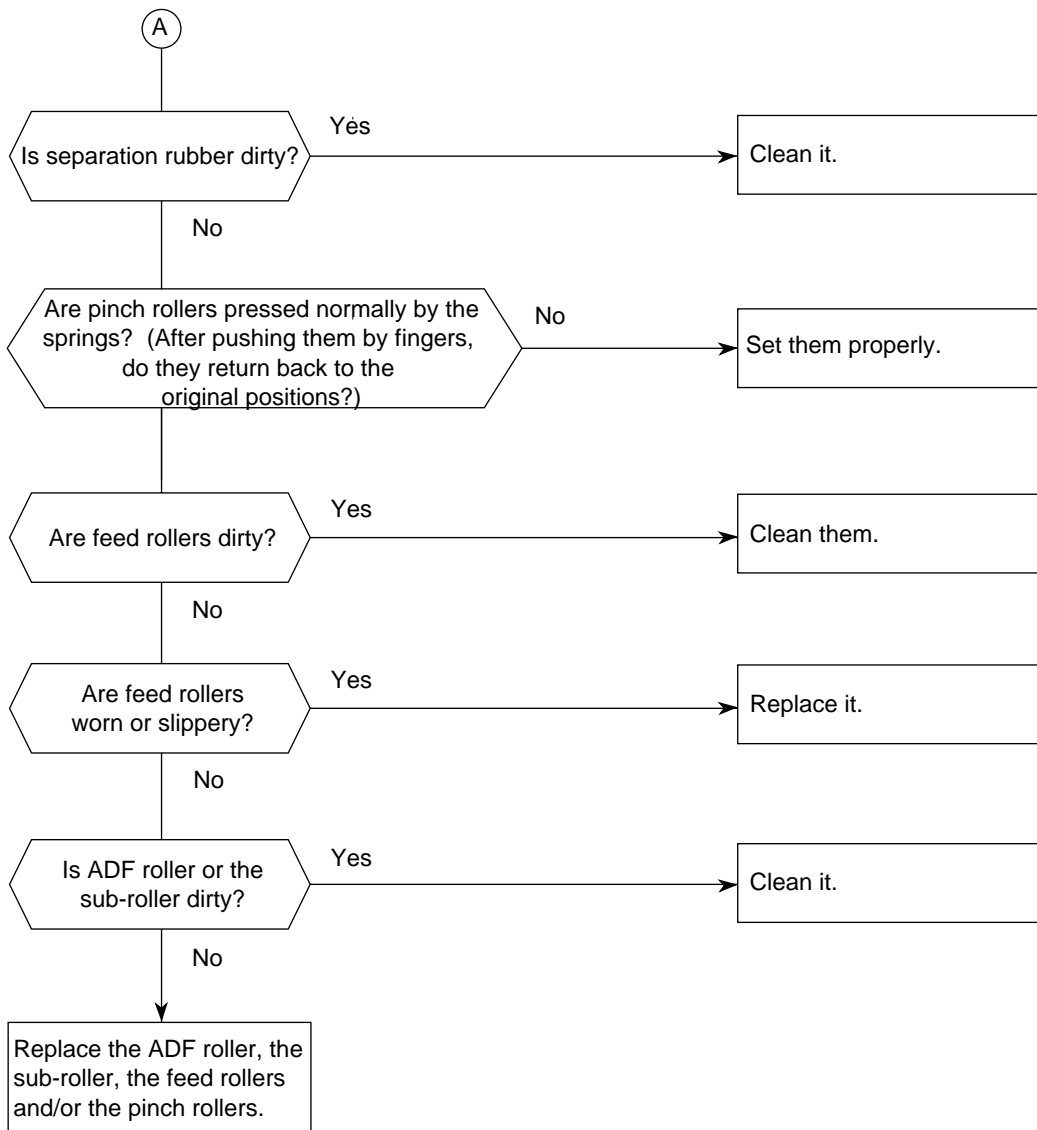 A
Yes
Is separation rubber dirty?
Clean it.
No
Are pinch rollers pressed normally by the
springs? (After pushing them by fingers,
do they return back to the
original positions?)
No
Set them properly.
Yes
Are feed rollers dirty?
Clean them.
No
Yes
Are feed rollers
worn or slippery?
Replace it.
No
Yes
Is ADF roller or the
sub-roller dirty?
Clean it.
No
Replace the ADF roller, the
sub-roller, the feed rollers
and/or the pinch rollers.